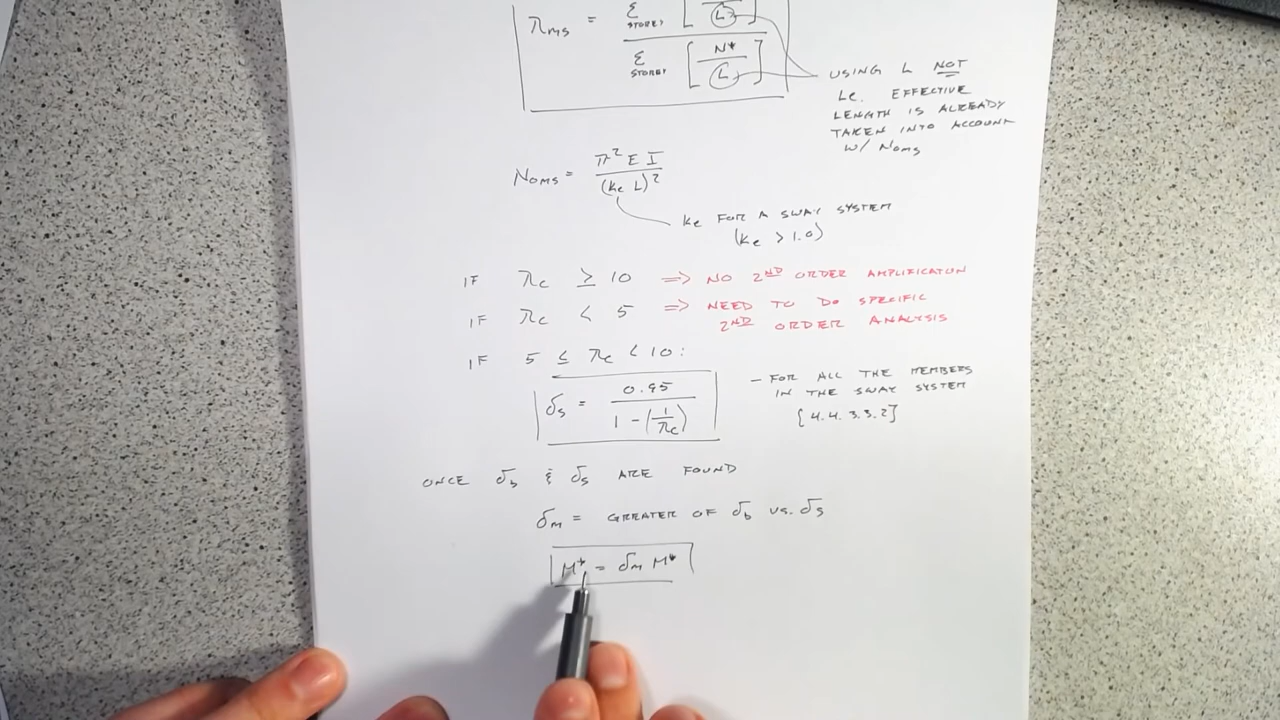 λms = Σ STOREY [ L ]
Σ STOREY [ N* / L ]
USING L NOT
Le. EFFECTIVE
LENGTH IS ALREADY
TAKEN INTO ACCOUNT
W/ Noms
Noms = π² E I / (ke L)²
ke FOR A SWAY SYSTEM
(ke > 1.0)
IF λc ≥ 10 => NO 2ND ORDER AMPLIFICATON
IF λc < 5 => NEED TO DO SPECIFIC
2ND ORDER ANALYSIS
IF 5 ≤ λc < 10:
δs = 0.95 / 1 - (1/λc)
- FOR ALL THE MEMBERS
IN THE SWAY SYSTEM
[4.4.3.3.2]
ONCE δb & δs ARE FOUND
δm = GREATER OF δb vs. δs
M* = δm M*